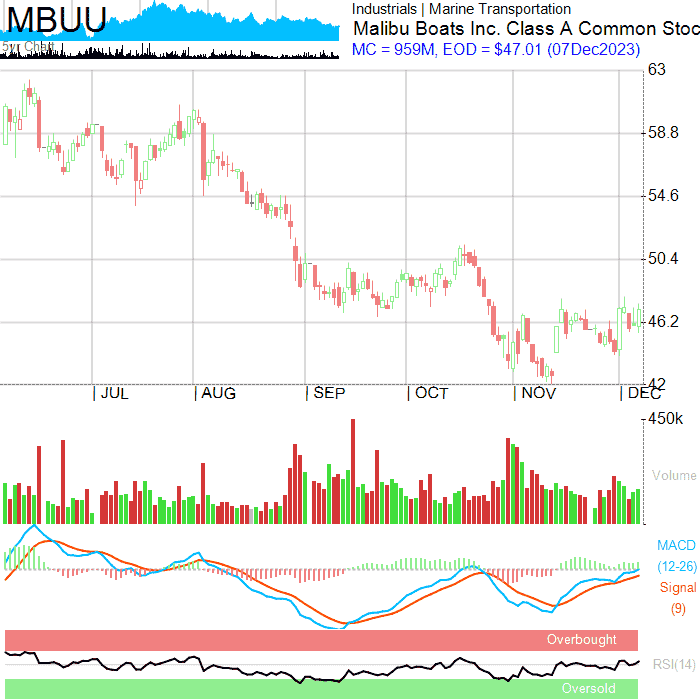 MBUU
5yr Chart
Industrials | Marine Transportation
Malibu Boats Inc. Class A Common Stoc
MC = 959M, EOD = $47.01 (07Dec2023)
63
58.8
54.6
50.4
46.2
42
| JUL | AUG | SEP | OCT | NOV | DEC
450k
Volume
MACD
(12-26)
Signal
(9)
Overbought
RSI(14)
Oversold